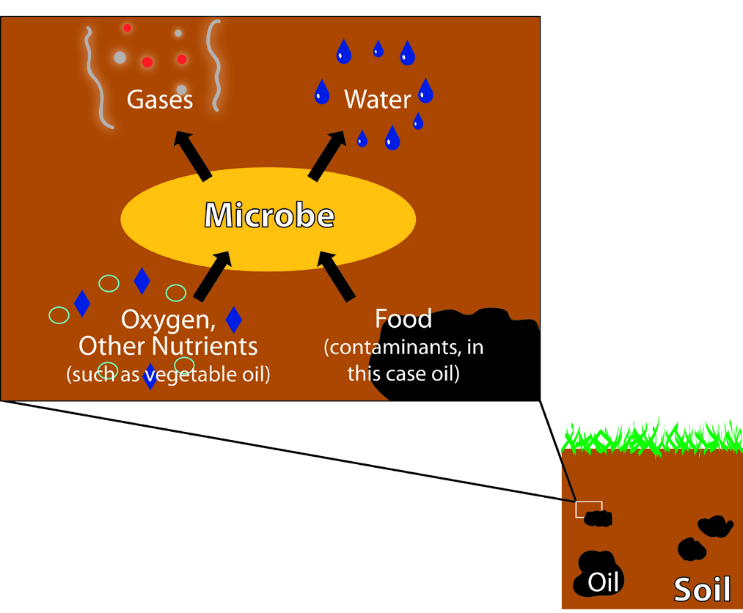 Gases
Water
Microbe
Oxygen,
Other Nutrients
(such as vegetable oil)
Food
(contaminants, in
this case oil)
Oil
Soil